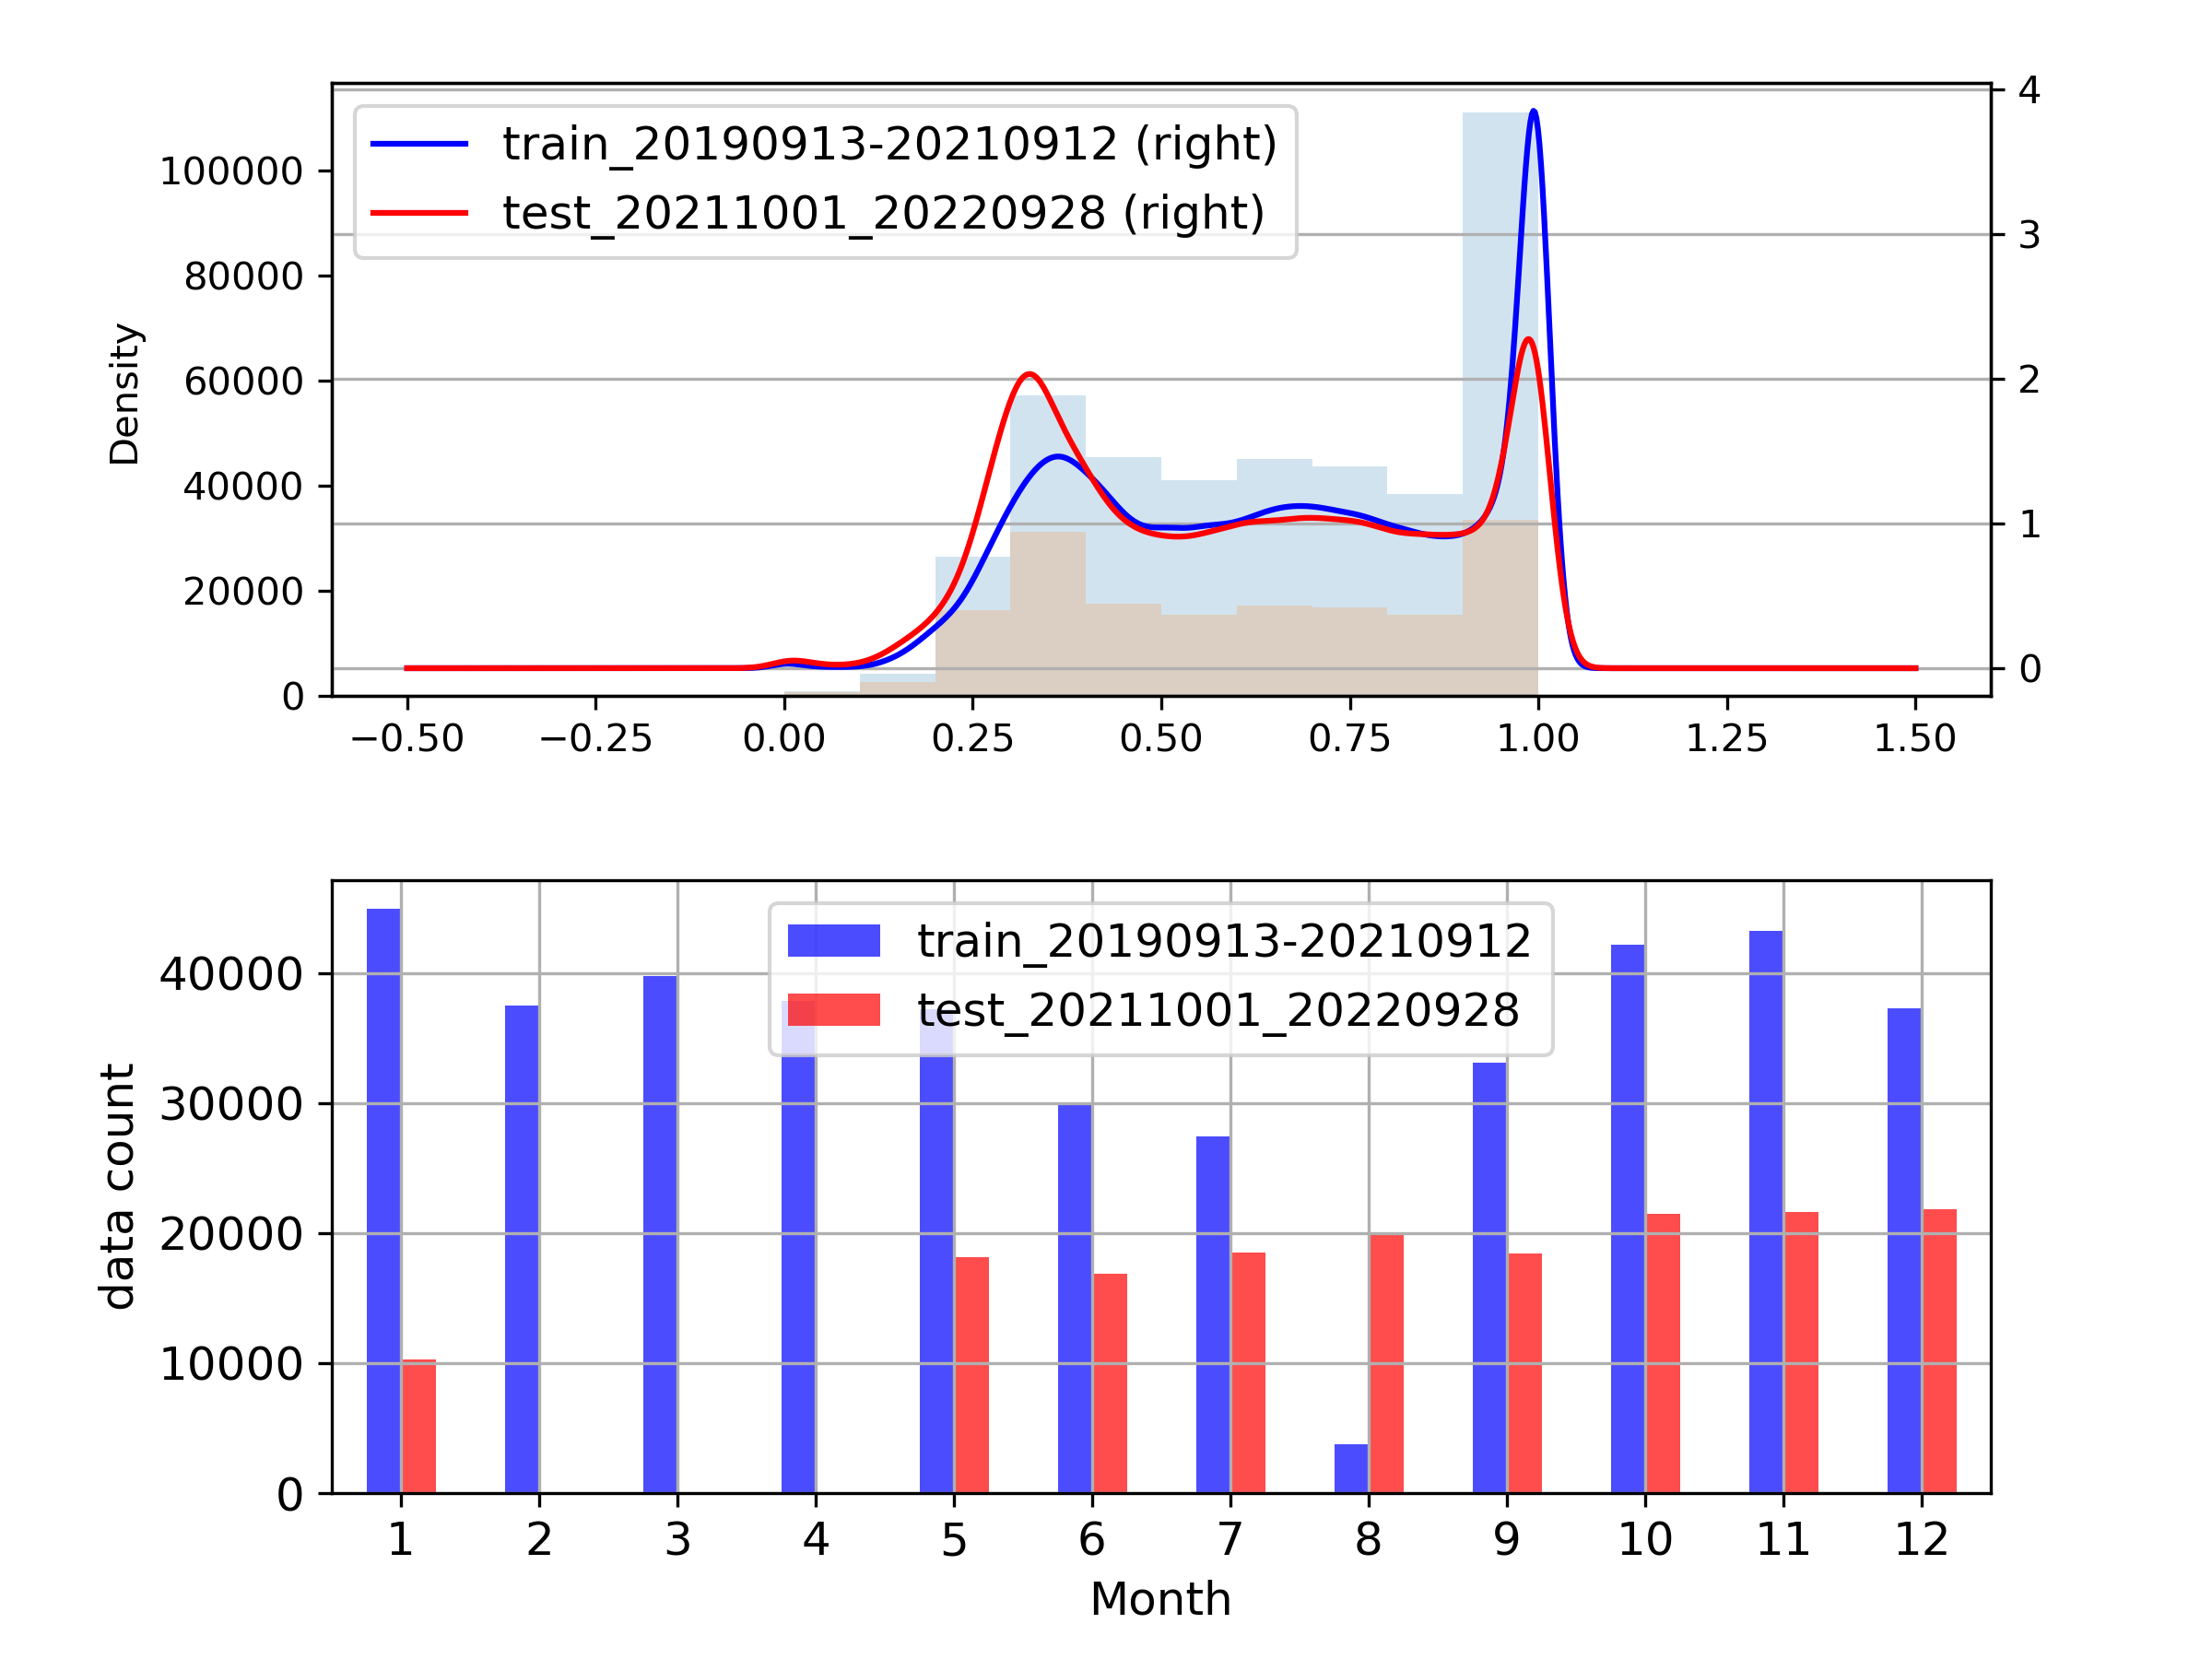 train_20190913-20210912 (right)
test_20211001_20220928 (right)
Density
100000
80000
60000
40000
20000
0
4
3
2
1
0
−0.50 −0.25 0.00 0.25 0.50 0.75 1.00 1.25 1.50
train_20190913-20210912
test_20211001_20220928
data count
40000
30000
20000
10000
0
1 2 3 4 5 6 7 8 9 10 11 12
Month